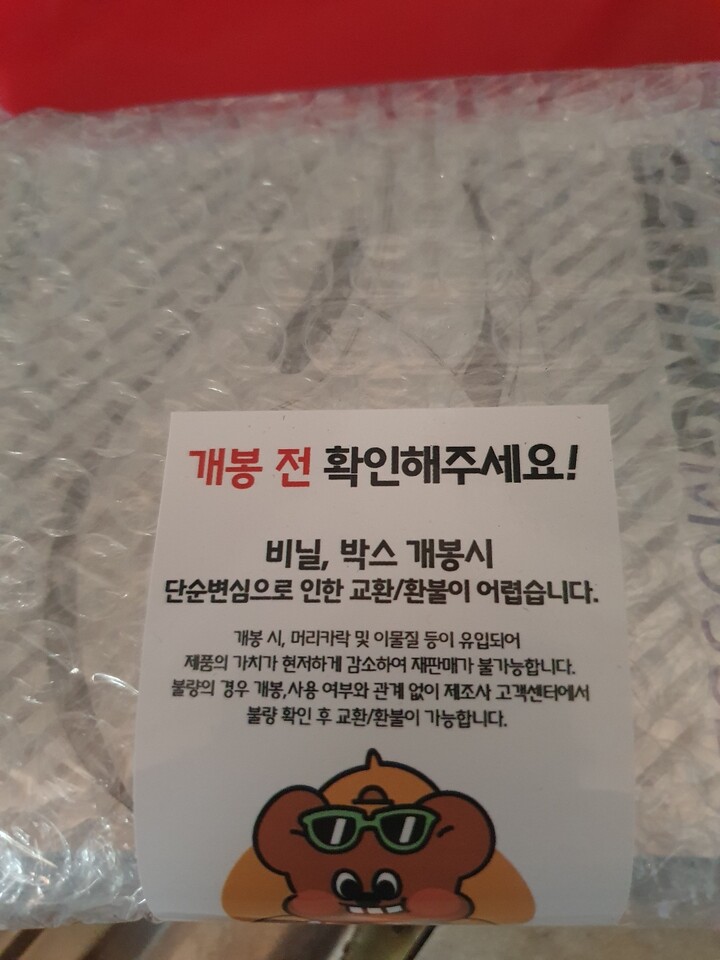 개봉 전 확인해주세요!
비닐, 박스 개봉시
단순변심으로 인한 교환/환불이 어렵습니다.
개봉 시, 머리카락 및 이물질 등이 유입되어
제품의 가치가 현저하게 감소하여 재판매가 불가능합니다.
불량의 경우 개봉,사용 여부와 관계 없이 제조사 고객센터에서
불량 확인 후 교환/환불이 가능합니다.
GAMING